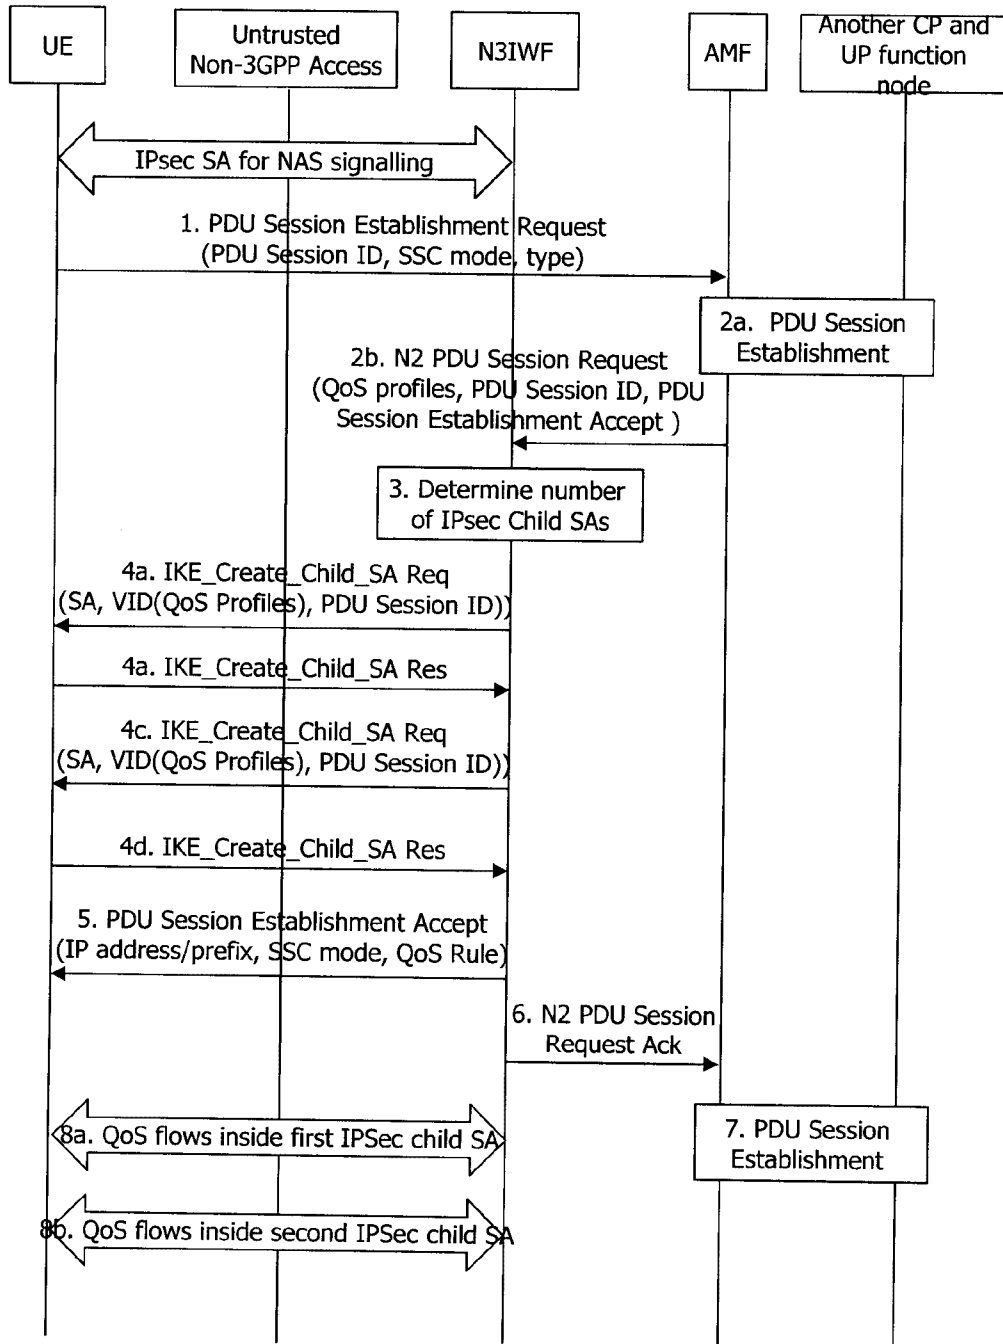 UE
Untrusted
Non-3GPP Access
N3IWF
AMF
Another CP and
UP function
node
IPsec SA for NAS signalling
1. PDU Session Establishment Request
(PDU Session ID, SSC mode, type)
2a. PDU Session
Establishment
2b. N2 PDU Session Request
(QoS profiles, PDU Session ID, PDU
Session Establishment Accept )
3. Determine number
of IPsec Child SAs
4a. IKE_Create_Child_SA Req
(SA, VID(QoS Profiles), PDU Session ID))
4a. IKE_Create_Child_SA Res
4c. IKE_Create_Child_SA Req
(SA, VID(QoS Profiles), PDU Session ID))
4d. IKE_Create_Child_SA Res
5. PDU Session Establishment Accept
(IP address/prefix, SSC mode, QoS Rule)
6. N2 PDU Session
Request Ack
8a. QoS flows inside first IPSec child SA
7. PDU Session
Establishment
8b. QoS flows inside second IPSec child SA